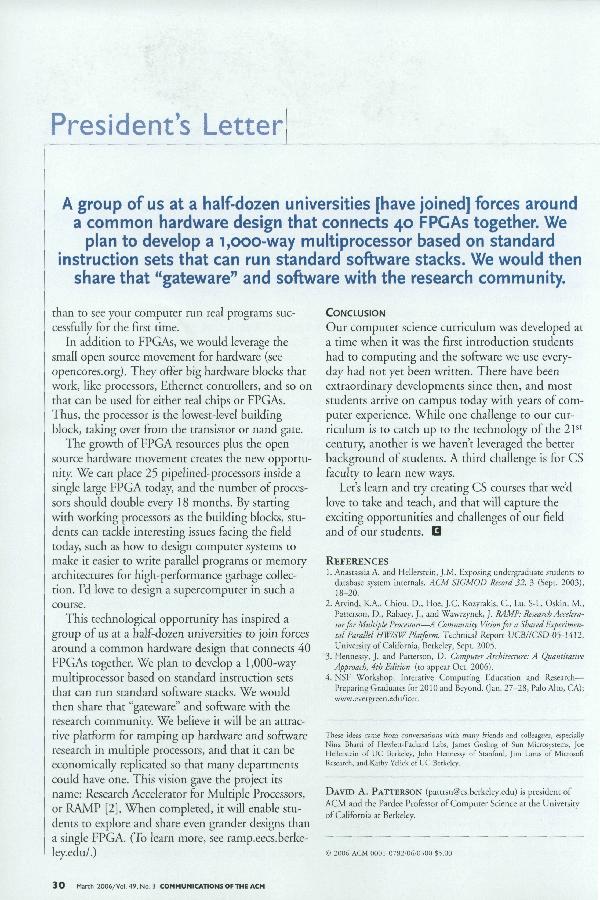 President's Letter
A group of us at a half-dozen universities [have joined] forces around
a common hardware design that connects 40 FPGAs together. We
plan to develop a 1,000-way multiprocessor based on standard
instruction sets that can run standard software stacks. We would then
share that “gateware” and software with the research community.
than to see your computer run real programs suc-
cessfully for the first time.
In addition to FPGAs, we would leverage the
small open source movement for hardware (see
opencores.org). They offer big hardware blocks that
work, like processors, Ethernet controllers, and so on
that can be used for either real chips or FPGAs.
Thus, the processor is the lowest-level building
block, taking over from the transistor or nand gate.
The growth of FPGA resources plus the open
source hardware movement creates the new opportu-
nity. We can place 25 pipelined-processors inside a
single large FPGA today, and the number of proces-
sors should double every 18 months. By starting
with working processors as the building blocks, stu-
dents can tackle interesting issues facing the field
today, such as how to design computer systems to
make it easier to write parallel programs or memory
architectures for high-performance garbage collec-
tion. I'd love to design a supercomputer in such a
course.
This technological opportunity has inspired a
group of us at a half-dozen universities to join forces
around a common hardware design that connects 40
FPGAs together. We plan to develop a 1,000-way
multiprocessor based on standard instruction sets
that can run standard software stacks. We would
then share that “gateware” and software with the
research community. We believe it will be an attrac-
tive platform for ramping up hardware and software
research in multiple processors, and that it can be
economically replicated so that many departments
could have one. This vision gave the project its
name: Research Accelerator for Multiple Processors,
or RAMP [2]. When completed, it will enable stu-
dents to explore and share even grander designs than
a single FPGA. (To learn more, see ramp.eecs.berke-
ley.edu/.)
CONCLUSION
Our computer science curriculum was developed at
a time when it was the first introduction students
had to computing and the software we use every-
day had not yet been written. There have been
extraordinary developments since then, and most
students arrive on campus today with years of com-
puter experience. While one challenge to our cur-
riculum is to catch up to the technology of the 21st
century, another is we haven't leveraged the better
background of students. A third challenge is for CS
faculty to learn new ways.
Let's learn and try creating CS courses that we'd
love to take and teach, and that will capture the
exciting opportunities and challenges of our field
and of our students. C
REFERENCES
1. Anastassia A. and Hellerstein, J.M. Exposing undergraduate students to
database system internals. ACM SIGMOD Record 32, 3 (Sept. 2003),
18–20.
2. Arvind, K.A., Chiou, D., Hoe, J.C. Kozyrakis, C., Lu, S-L, Oskin, M.,
Patterson, D., Rabaey, J., and Wawrzynek, J. RAMP: Research Accelera-
tor for Multiple Processors—A Community Vision for a Shared Experimen-
tal Parallel HW/SW Platform. Technical Report UCB//CSD-05-1412.
University of California, Berkeley, Sept. 2005.
3. Hennessy, J. and Patterson, D. Computer Architecture: A Quantitative
Approach, 4th Edition (to appear Oct. 2006).
4. NSF Workshop. Interative Computing Education and Research—
Preparing Graduates for 2010 and Beyond. (Jan. 27–28, Palo Alto, CA);
www.evergreen.edu/icer.
These ideas came from conversations with many friends and colleagues, especially
Nina Bhatti of Hewlett-Packard Labs, James Gosling of Sun Microsystems, Joe
Hellerstein of UC Berkeley, John Hennessy of Stanford, Jim Larus of Microsoft
Research, and Kathy Yelick of UC Berkeley.
DAVID A. PATTERSON (pattrsn@cs.berkeley.edu) is president of
ACM and the Pardee Professor of Computer Science at the University
of California at Berkeley.
© 2006 ACM 0001-0782/06/0300 $5.00
30 March 2006/Vol. 49, No. 3 COMMUNICATIONS OF THE ACM